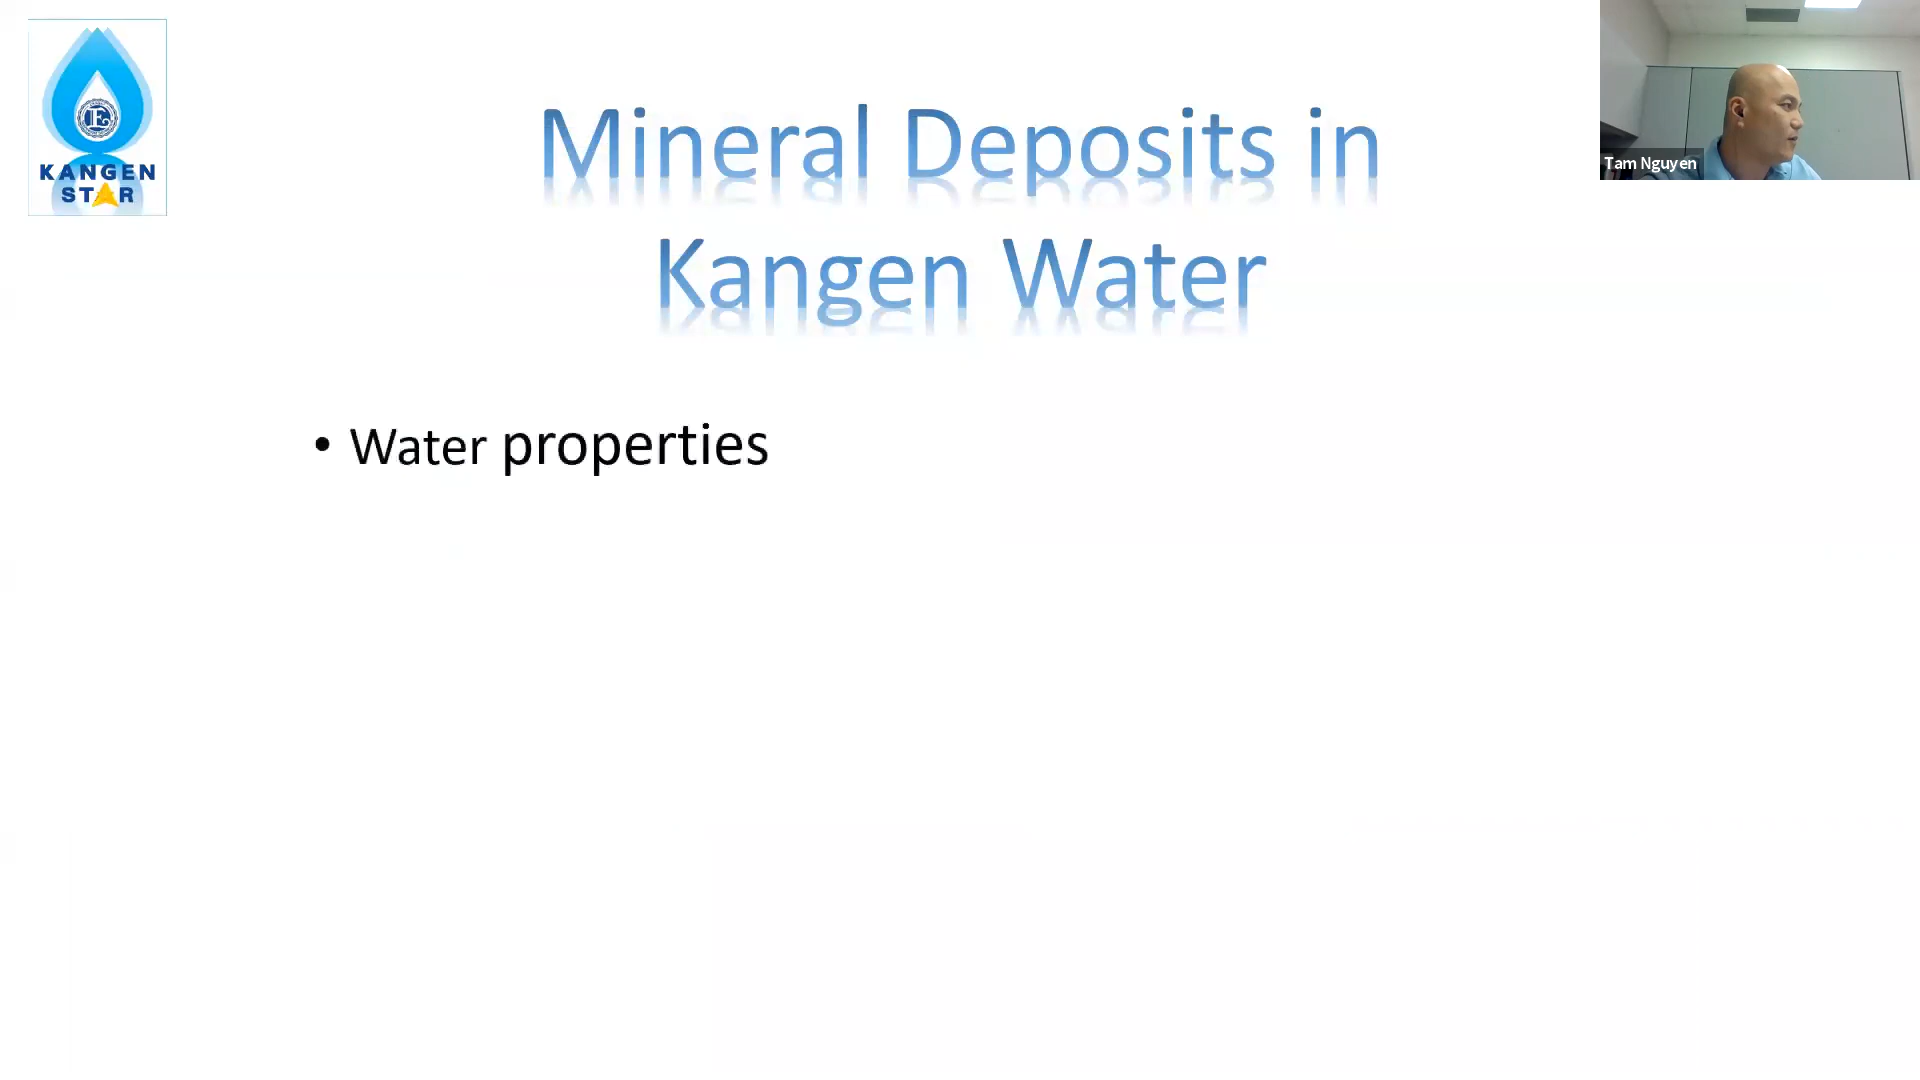 KANGEN
STAR
Mineral Deposits in
Kangen Water
Tam Nguyen
• Water properties